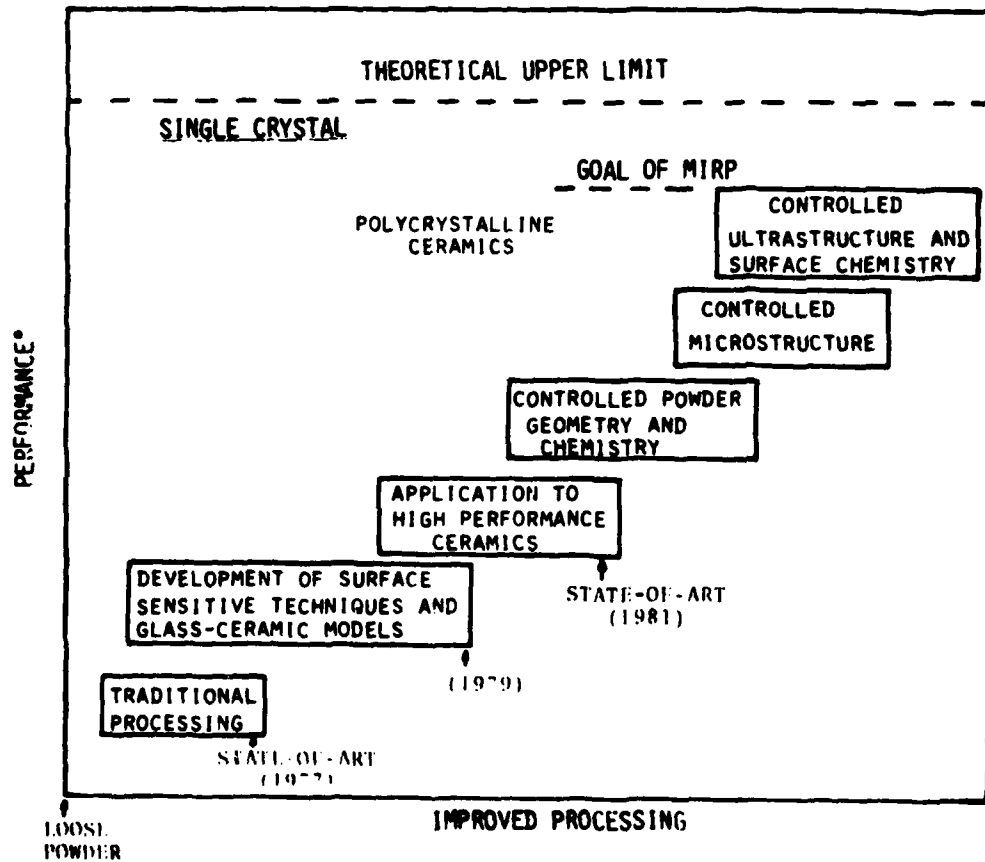 THEORETICAL UPPER LIMIT
SINGLE CRYSTAL
GOAL OF MIRP
POLYCRYSTALLINE
CERAMICS
CONTROLLED
ULTRASTRUCTURE AND
SURFACE CHEMISTRY
CONTROLLED
MICROSTRUCTURE
CONTROLLED POWDER
GEOMETRY AND
CHEMISTRY
APPLICATION TO
HIGH PERFORMANCE
CERAMICS
STATE-OF-ART
(1981)
DEVELOPMENT OF SURFACE
SENSITIVE TECHNIQUES AND
GLASS-CERAMIC MODELS
(1979)
TRADITIONAL
PROCESSING
STATE-OF-ART
(1977)
PERFORMANCE*
IMPROVED PROCESSING
LOOSE
POWDER